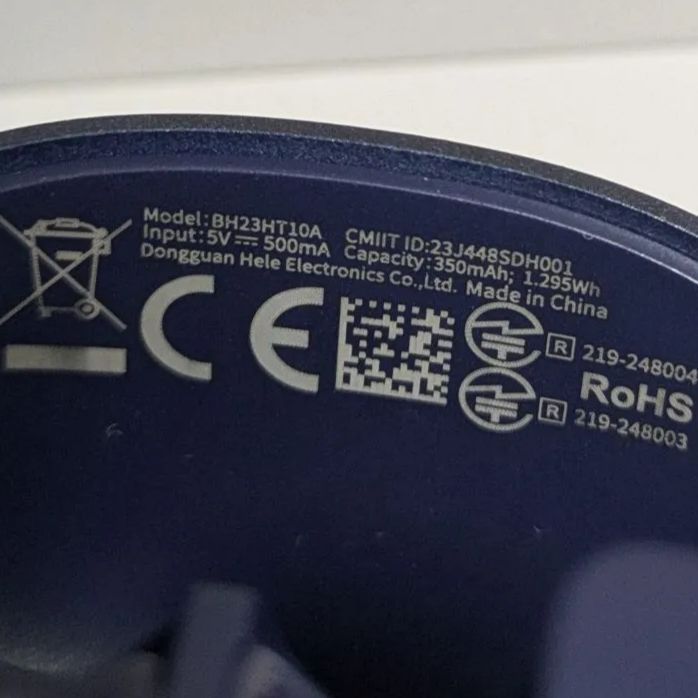 Model:BH23HT10A CMIIT ID:23J448SDH001
Input:5V⎓500mA Capacity:350mAh; 1.295Wh
Dongguan Hele Electronics Co.,Ltd. Made in China
CE
R 219-248004
RoHS
R 219-248003